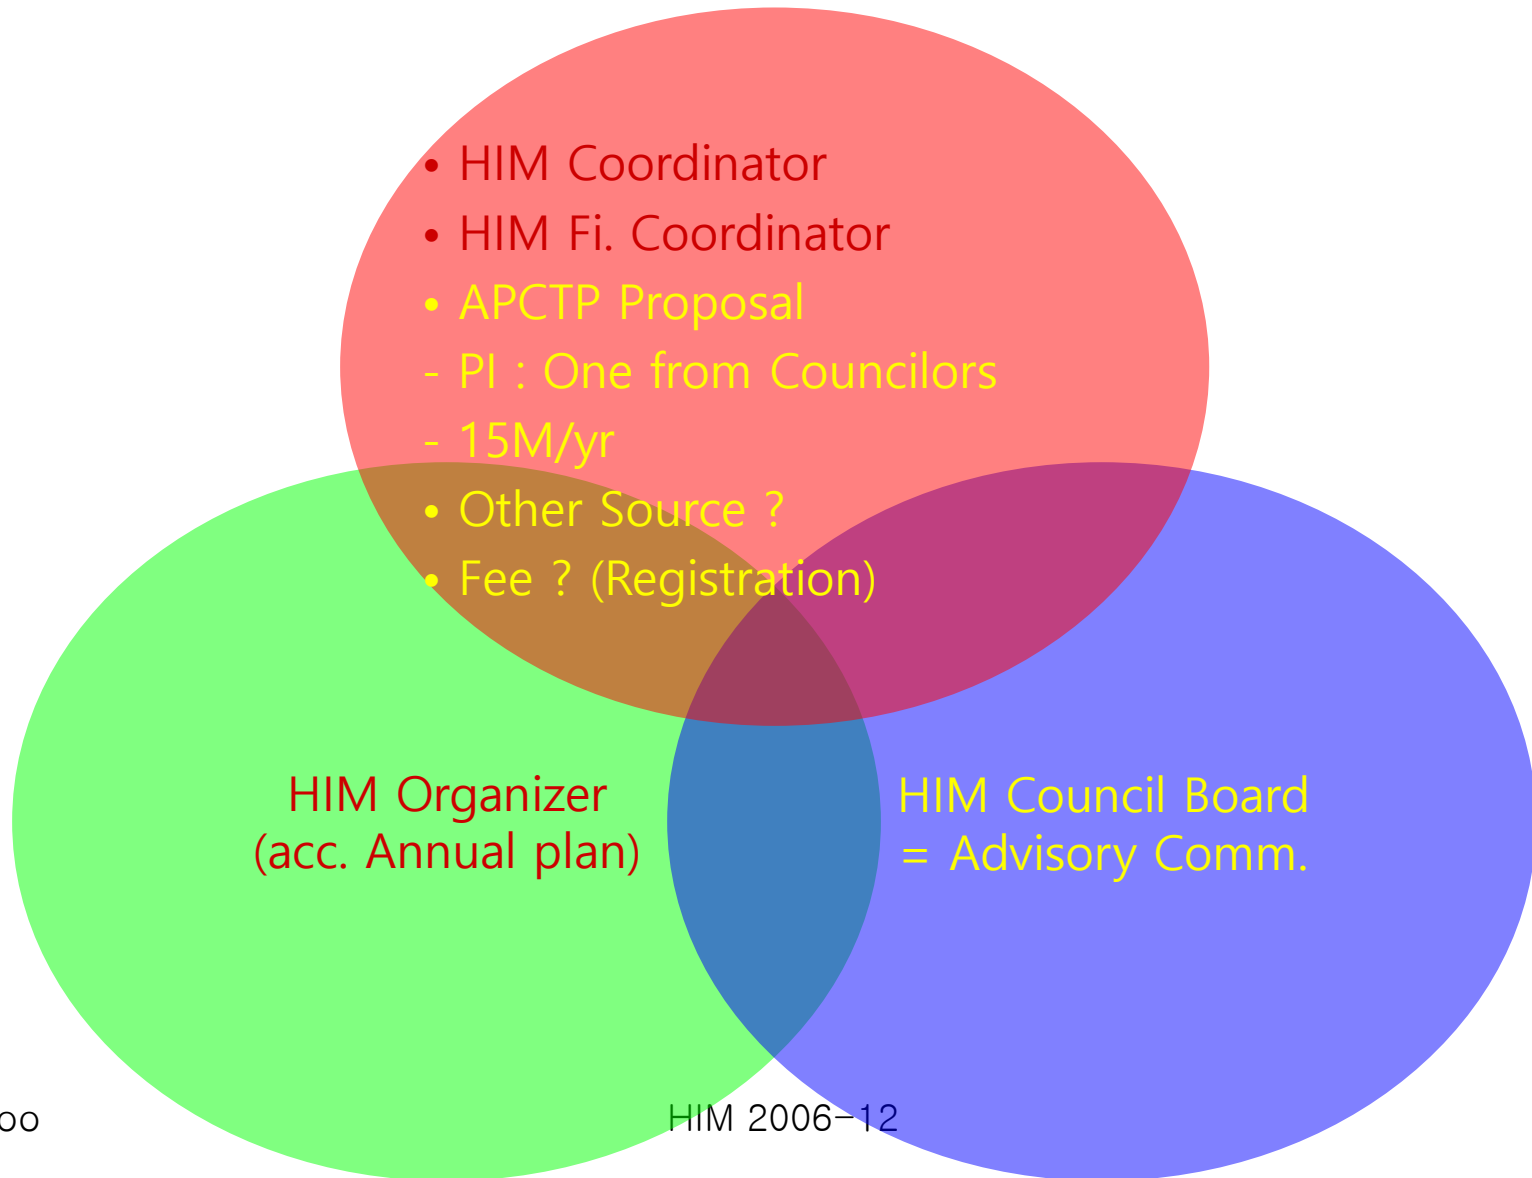 • HIM Coordinator
• HIM Fi. Coordinator
• APCTP Proposal
- PI : One from Councilors
- 15M/yr
• Other Source ?
• Fee ? (Registration)
HIM Organizer
(acc. Annual plan)
HIM Council Board
= Advisory Comm.
HIM 2006-12